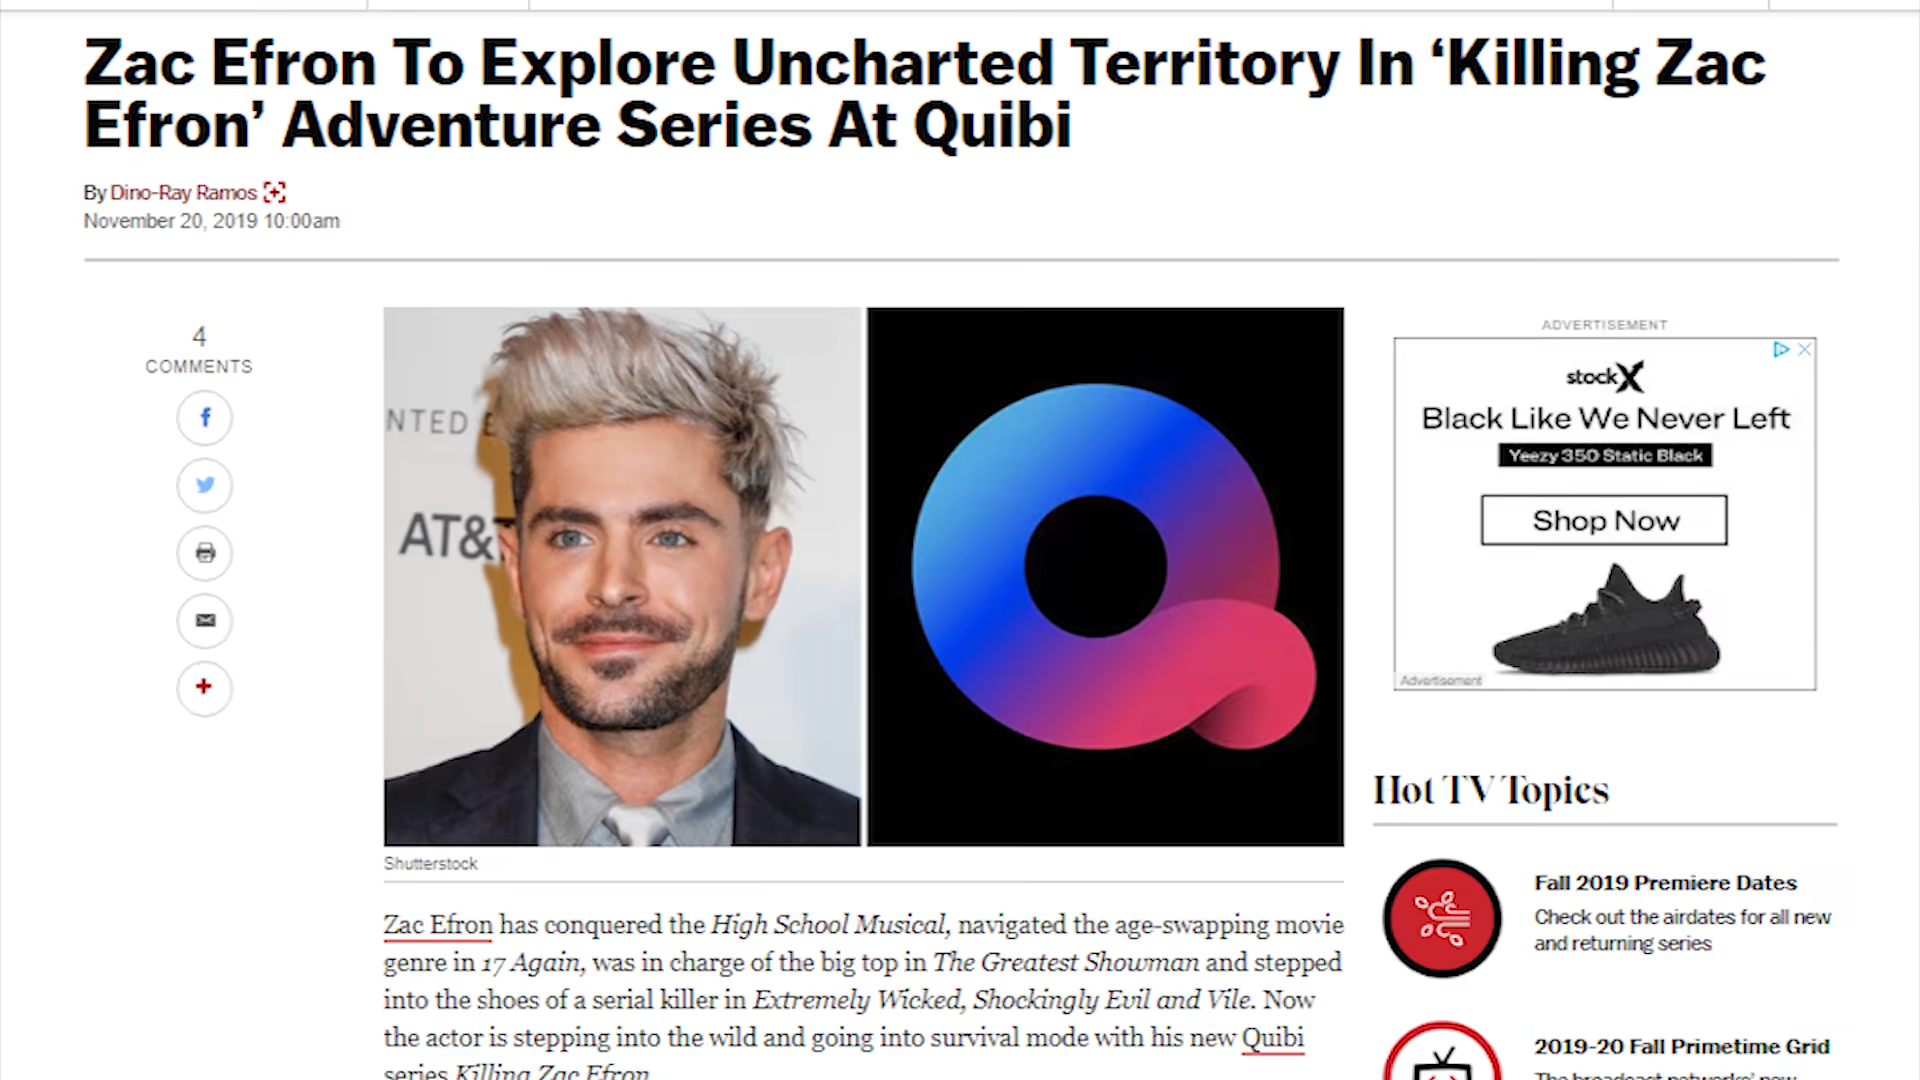 Zac Efron To Explore Uncharted Territory In ‘Killing Zac
Efron’ Adventure Series At Quibi
By Dino-Ray Ramos
November 20, 2019 10:00am
4
COMMENTS
NTED
AT&T
Shutterstock
Zac Efron has conquered the High School Musical, navigated the age-swapping movie
genre in 17 Again, was in charge of the big top in The Greatest Showman and stepped
into the shoes of a serial killer in Extremely Wicked, Shockingly Evil and Vile. Now
the actor is stepping into the wild and going into survival mode with his new Quibi
series Killing Zac Efron.
ADVERTISEMENT
stockX
Black Like We Never Left
Yeezy 350 Static Black
Shop Now
Advertisement
Hot TV Topics
Fall 2019 Premiere Dates
Check out the airdates for all new
and returning series
2019-20 Fall Primetime Grid
The broadcast networks' new